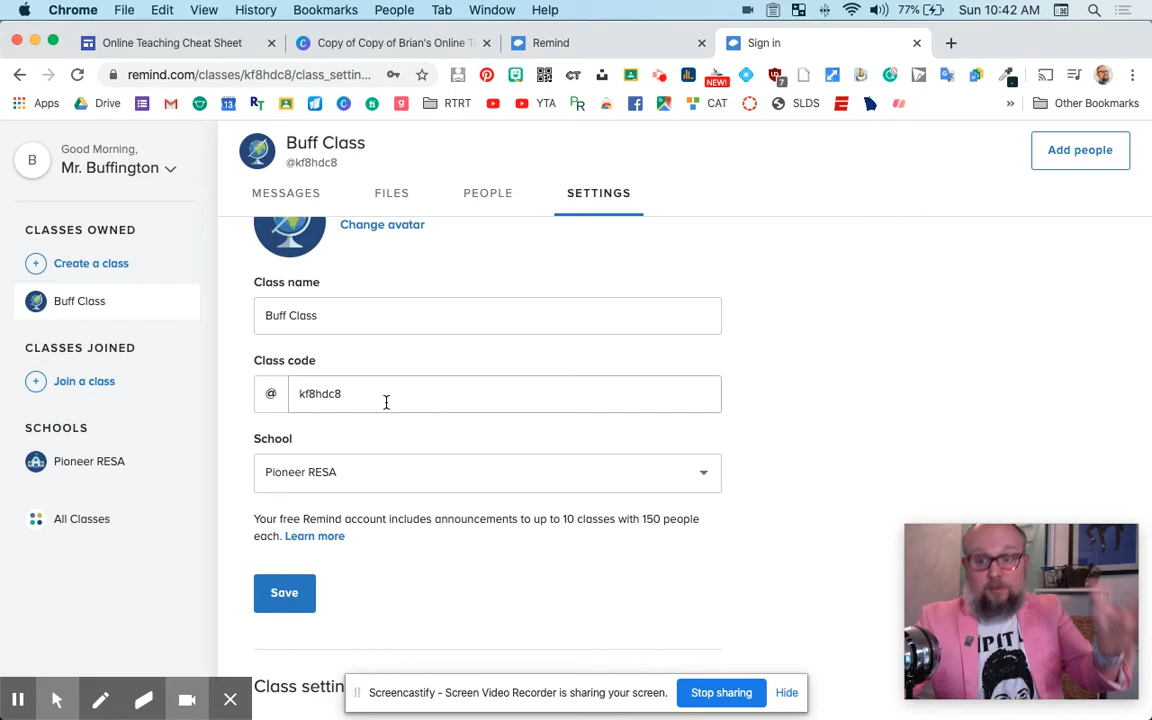 Chrome File Edit View History Bookmarks People Tab Window Help 77% Sun 10:42 AM
Online Teaching Cheat Sheet Copy of Copy of Brian's Online T Remind Sign in
remind.com/classes/kf8hdc8/class_settin...
Apps Drive RTRT YTA CAT SLDS Other Bookmarks
B
Good Morning,
Mr. Buffington
Buff Class
@kf8hdc8
Add people
MESSAGES FILES PEOPLE SETTINGS
CLASSES OWNED
Create a class
Buff Class
CLASSES JOINED
Join a class
SCHOOLS
Pioneer RESA
All Classes
Change avatar
Class name
Buff Class
Class code
@ kf8hdc8
School
Pioneer RESA
Your free Remind account includes announcements to up to 10 classes with 150 people
each. Learn more
Save
Class settin
Screencastify - Screen Video Recorder is sharing your screen. Stop sharing Hide